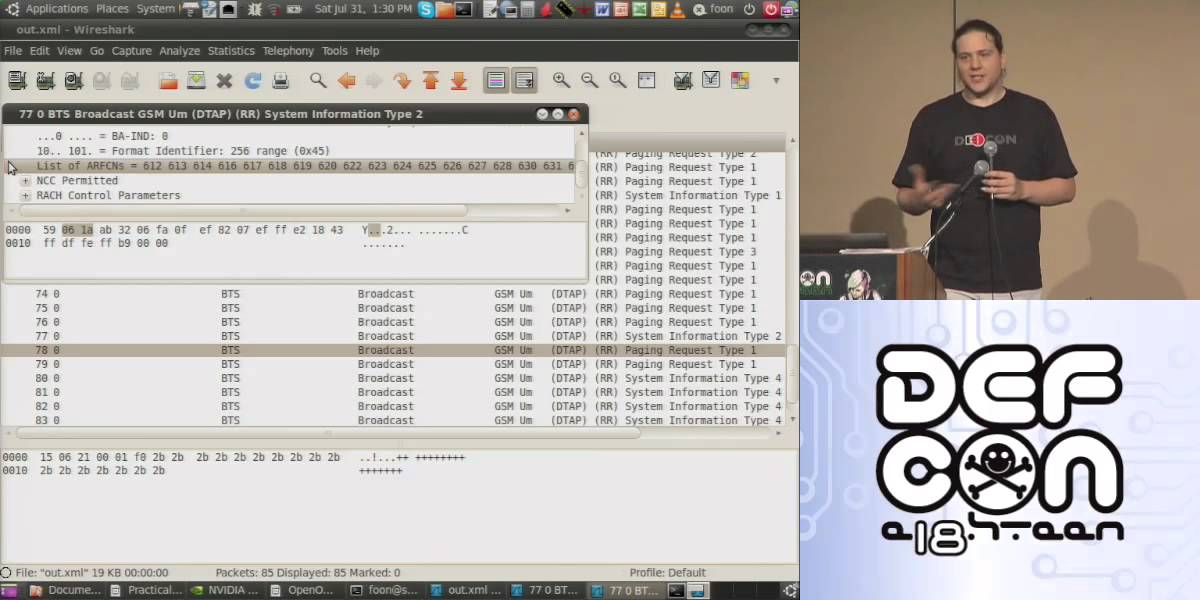 Applications Places System Sat Jul 31, 1:30 PM foon
out.xml - Wireshark
File Edit View Go Capture Analyze Statistics Telephony Tools Help
77 0 BTS Broadcast GSM Um (DTAP) (RR) System Information Type 2
...0 .... = BA-IND: 0
10.. 101. = Format Identifier: 256 range (0x45)
List of ARFCNs = 612 613 614 616 617 618 619 620 622 623 624 625 626 627 628 630 631 6
NCC Permitted
RACH Control Parameters
0000 59 06 1a ab 32 06 fa 0f ef 82 07 ef ff e2 18 43 Y...2... .......C
0010 ff df fe ff b9 00 00 .......
(RR) Paging Request Type 2
(RR) Paging Request Type 1
(RR) Paging Request Type 1
(RR) System Information Type 1
(RR) Paging Request Type 1
(RR) Paging Request Type 1
(RR) Paging Request Type 1
(RR) Paging Request Type 3
(RR) Paging Request Type 1
(RR) Paging Request Type 1
74 0 BTS Broadcast GSM Um (DTAP) (RR) Paging Request Type 1
75 0 BTS Broadcast GSM Um (DTAP) (RR) Paging Request Type 1
76 0 BTS Broadcast GSM Um (DTAP) (RR) Paging Request Type 1
77 0 BTS Broadcast GSM Um (DTAP) (RR) System Information Type 2
78 0 BTS Broadcast GSM Um (DTAP) (RR) Paging Request Type 1
79 0 BTS Broadcast GSM Um (DTAP) (RR) Paging Request Type 1
80 0 BTS Broadcast GSM Um (DTAP) (RR) System Information Type 4
81 0 BTS Broadcast GSM Um (DTAP) (RR) System Information Type 4
82 0 BTS Broadcast GSM Um (DTAP) (RR) System Information Type 4
83 0 BTS Broadcast GSM Um (DTAP) (RR) System Information Type 4
0000 15 06 21 00 01 f0 2b 2b 2b 2b 2b 2b 2b 2b 2b 2b ..!...++ ++++++++
0010 2b 2b 2b 2b 2b 2b 2b +++++++
File: "out.xml" 19 KB 00:00:00 Packets: 85 Displayed: 85 Marked: 0 Profile: Default
Docume... Practical... NVIDIA ... OpenO... foon@s... out.xml ... 77 0 BT... 77 0 BT...
DEFCON
DEF
CON
e18hteen